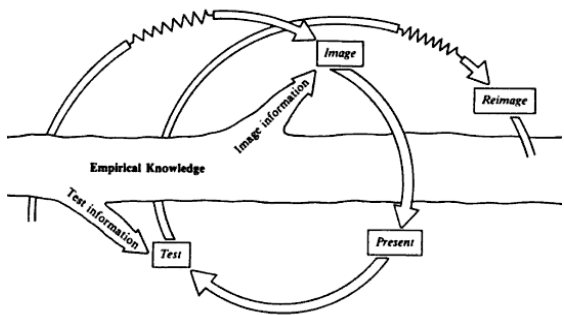 Image
Reimage
Image information
Empirical Knowledge
Test information
Test
Present